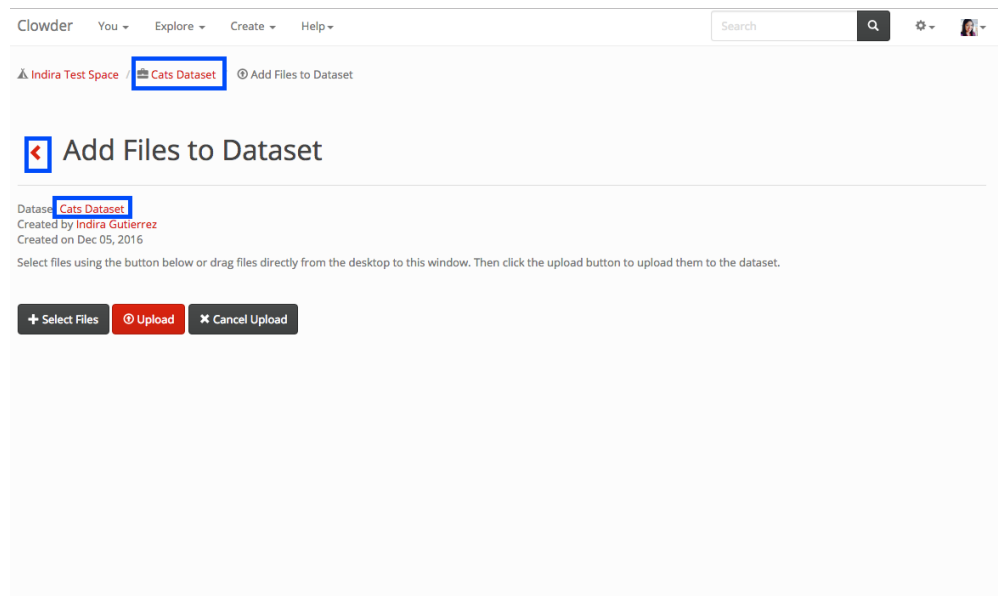 Clowder You Explore Create Help Search
Indira Test Space / Cats Dataset Add Files to Dataset
Add Files to Dataset
Datase Cats Dataset
Created by Indira Gutierrez
Created on Dec 05, 2016
Select files using the button below or drag files directly from the desktop to this window. Then click the upload button to upload them to the dataset.
Select Files Upload Cancel Upload